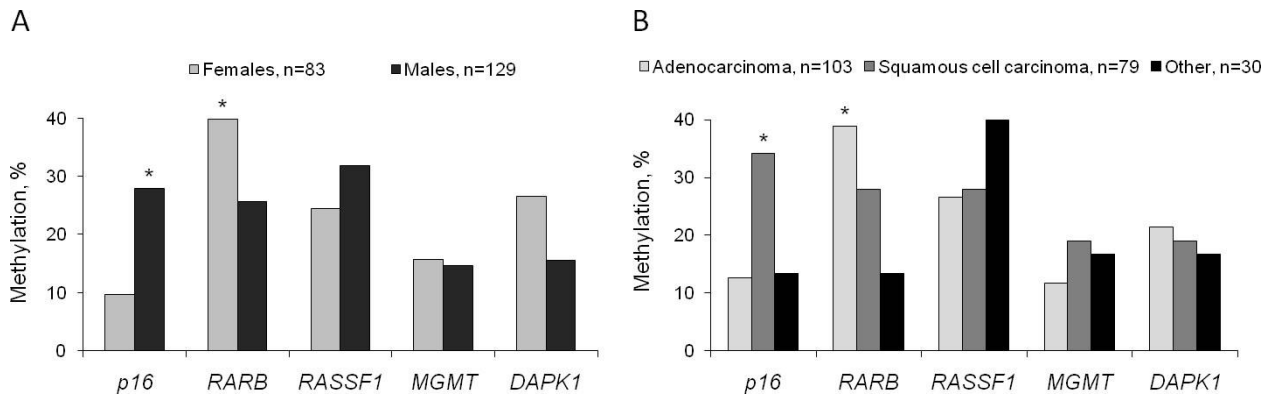 A
Females, n=83 Males, n=129
Methylation, %
40
30
20
10
0
*
*
p16 RARB RASSF1 MGMT DAPK1
B
Adenocarcinoma, n=103 Squamous cell carcinoma, n=79 Other, n=30
Methylation, %
40
30
20
10
0
*
*
p16 RARB RASSF1 MGMT DAPK1